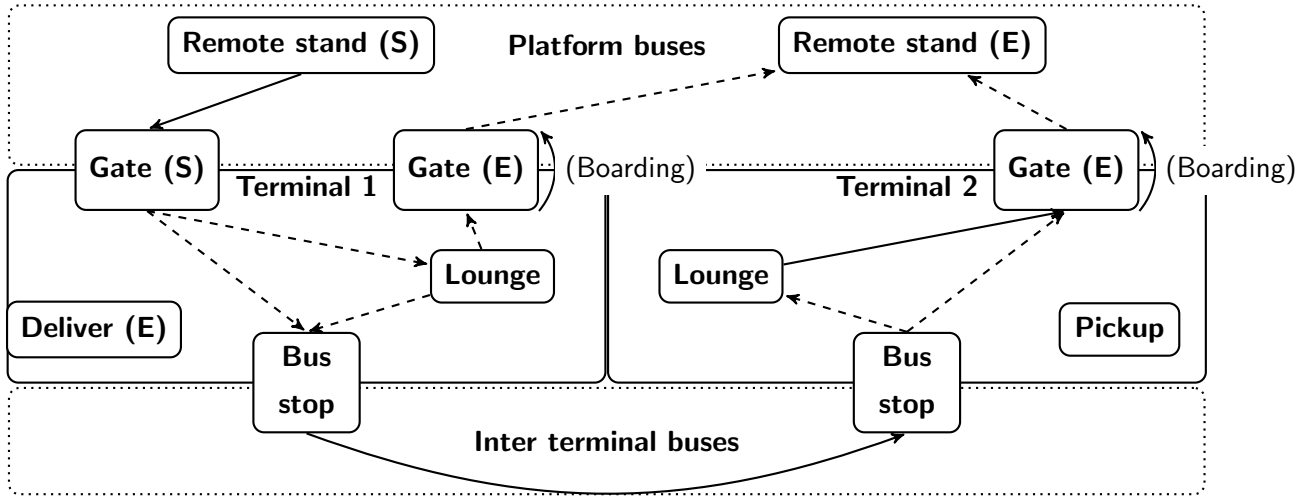 Remote stand (S)
Platform buses
Remote stand (E)
Gate (S)
Gate (E)
(Boarding)
Gate (E)
(Boarding)
Terminal 1
Terminal 2
Lounge
Lounge
Deliver (E)
Pickup
Bus
stop
Bus
stop
Inter terminal buses